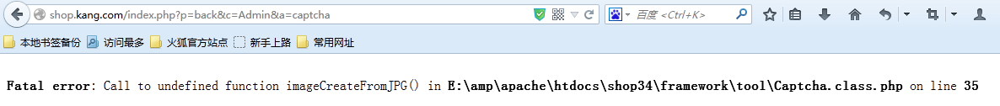 shop.kang.com/index.php?p=back&c=Admin&a=captcha
百度 <Ctrl+K>
本地书签备份 访问最多 火狐官方站点 新手上路 常用网址
Fatal error: Call to undefined function imageCreateFromJPG() in E:\amp\apache\htdocs\shop34\framework\tool\Captcha.class.php on line 35